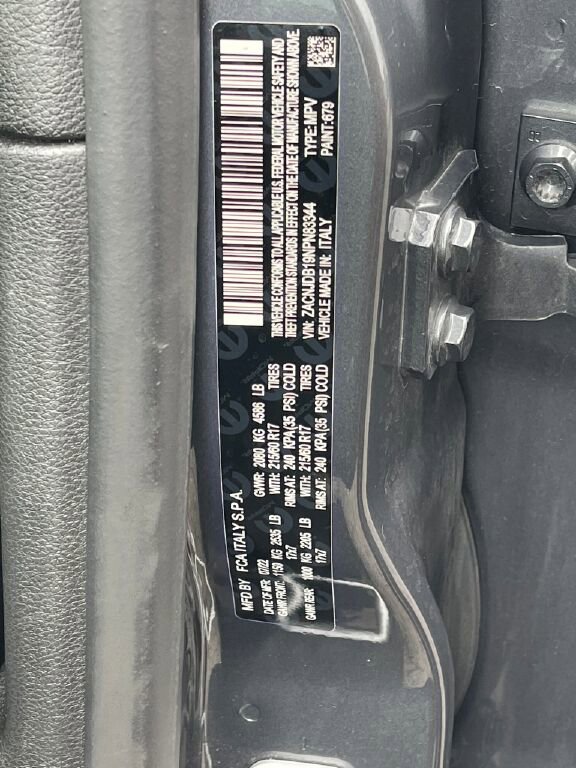 MFD BY FCA ITALY S.P.A.
DATE OF MFR: 07/22 GVWR: 2080 KG 4586 LB
GAWR FRONT: 1150 KG 2535 LB WITH: 215/60 R17 TIRES
17x7 RIMS AT: 240 KPA (35 PSI) COLD
GAWR REAR: 1000 KG 2205 LB WITH: 215/60 R17 TIRES
17x7 RIMS AT: 240 KPA (35 PSI) COLD
THIS VEHICLE CONFORMS TO ALL APPLICABLE U.S. FEDERAL MOTOR VEHICLE SAFETY AND
THEFT PREVENTION STANDARDS IN EFFECT ON THE DATE OF MANUFACTURE SHOWN ABOVE.
VIN: ZACNJDB19NPN63344 TYPE: MPV
VEHICLE MADE IN: ITALY PAINT: 679